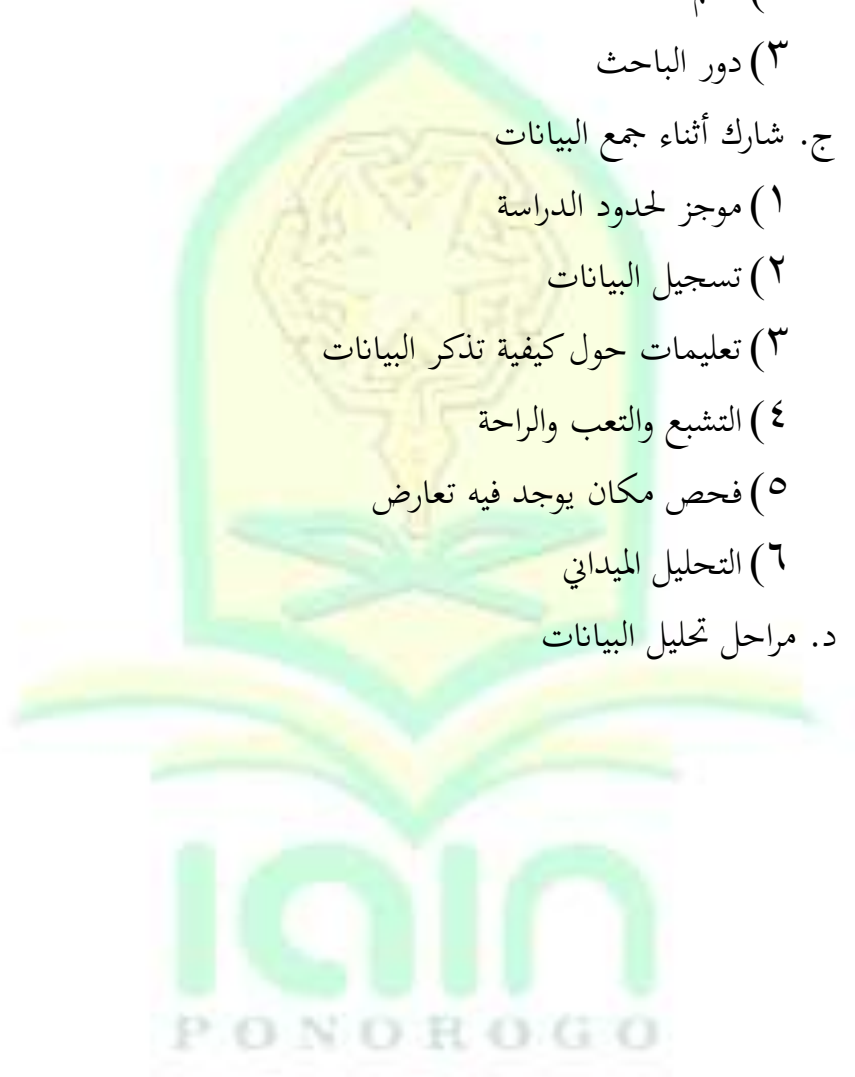 ٣) دور الباحث
ج. شارك أثناء جمع البيانات
١) موجز لحدود الدراسة
٢) تسجيل البيانات
٣) تعليمات حول كيفية تذكر البيانات
٤) التشبع والتعب والراحة
٥) فحص مكان يوجد فيه تعارض
٦) التحليل الميداني
د. مراحل تحليل البيانات
iain
PONOROGO